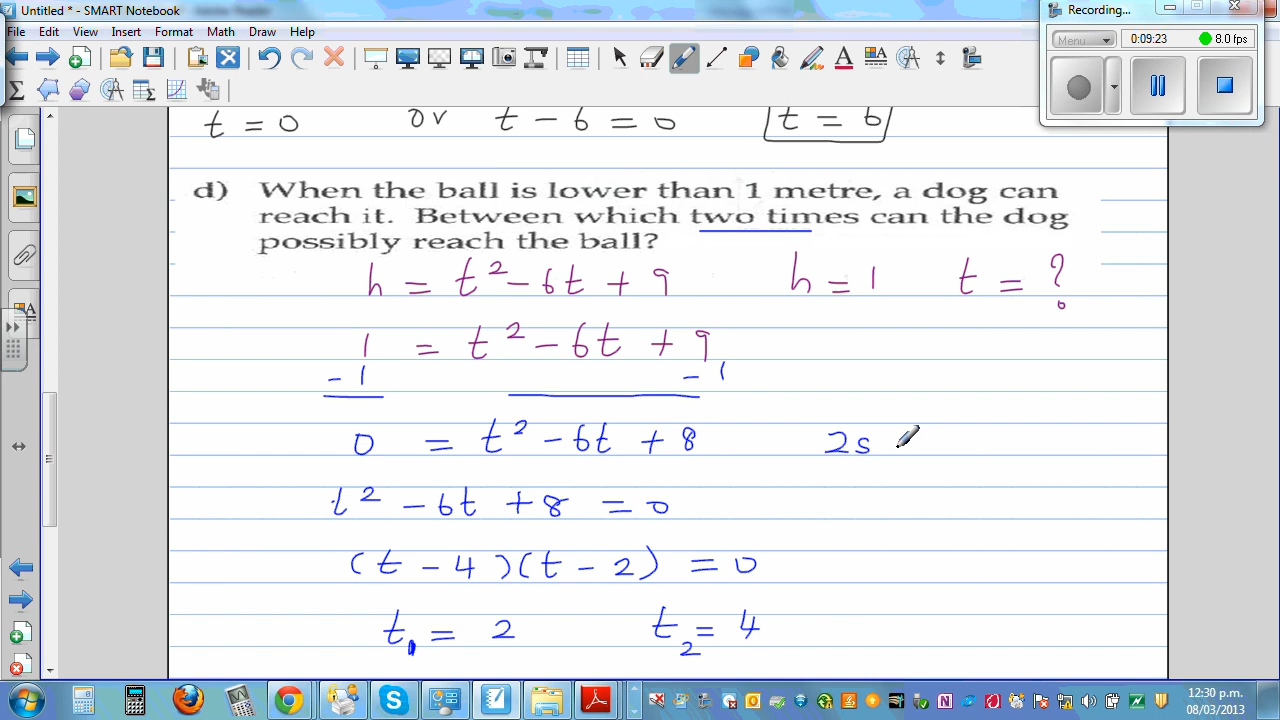 Untitled * - SMART Notebook
File Edit View Insert Format Math Draw Help
Recording...
Menu 0:09:23 8.0 fps
t = 0 or t - 6 = 0 t = 6
d) When the ball is lower than 1 metre, a dog can
reach it. Between which two times can the dog
possibly reach the ball?
h = t² - 6t + 9 h = 1 t = ?
1 = t² - 6t + 9
- 1 - 1
0 = t² - 6t + 8 2s
t² - 6t + 8 = 0
(t - 4)(t - 2) = 0
t₁ = 2 t₂ = 4
12:30 p.m.
08/03/2013